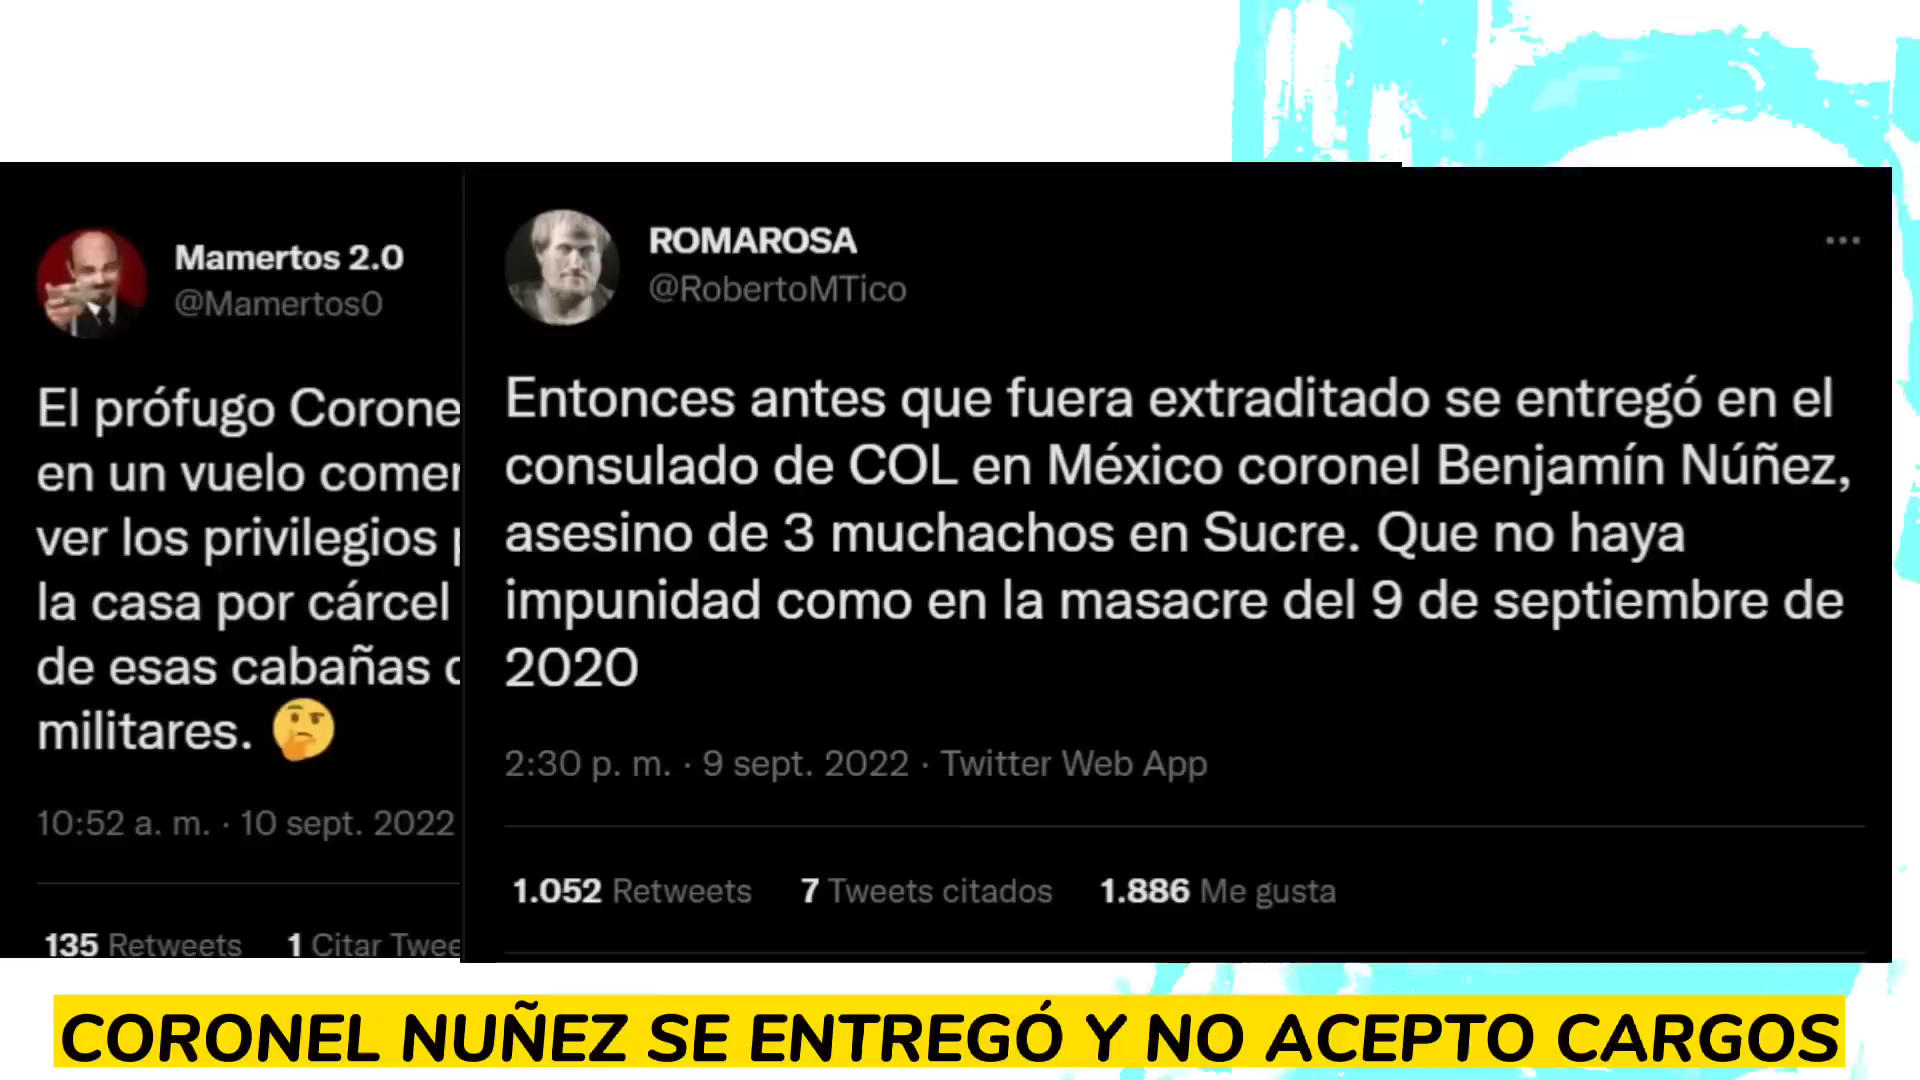 Mamertos 2.0
@Mamertos0
El prófugo Corone
en un vuelo comer
ver los privilegios
la casa por cárcel
de esas cabañas
militares. 🤔
10:52 a. m. · 10 sept. 2022
135 Retweets 1 Citar Twee
ROMAROSA
@RobertoMTico
Entonces antes que fuera extraditado se entregó en el
consulado de COL en México coronel Benjamín Núñez,
asesino de 3 muchachos en Sucre. Que no haya
impunidad como en la masacre del 9 de septiembre de
2020
2:30 p. m. · 9 sept. 2022 · Twitter Web App
1.052 Retweets 7 Tweets citados 1.886 Me gusta
CORONEL NUÑEZ SE ENTREGÓ Y NO ACEPTO CARGOS